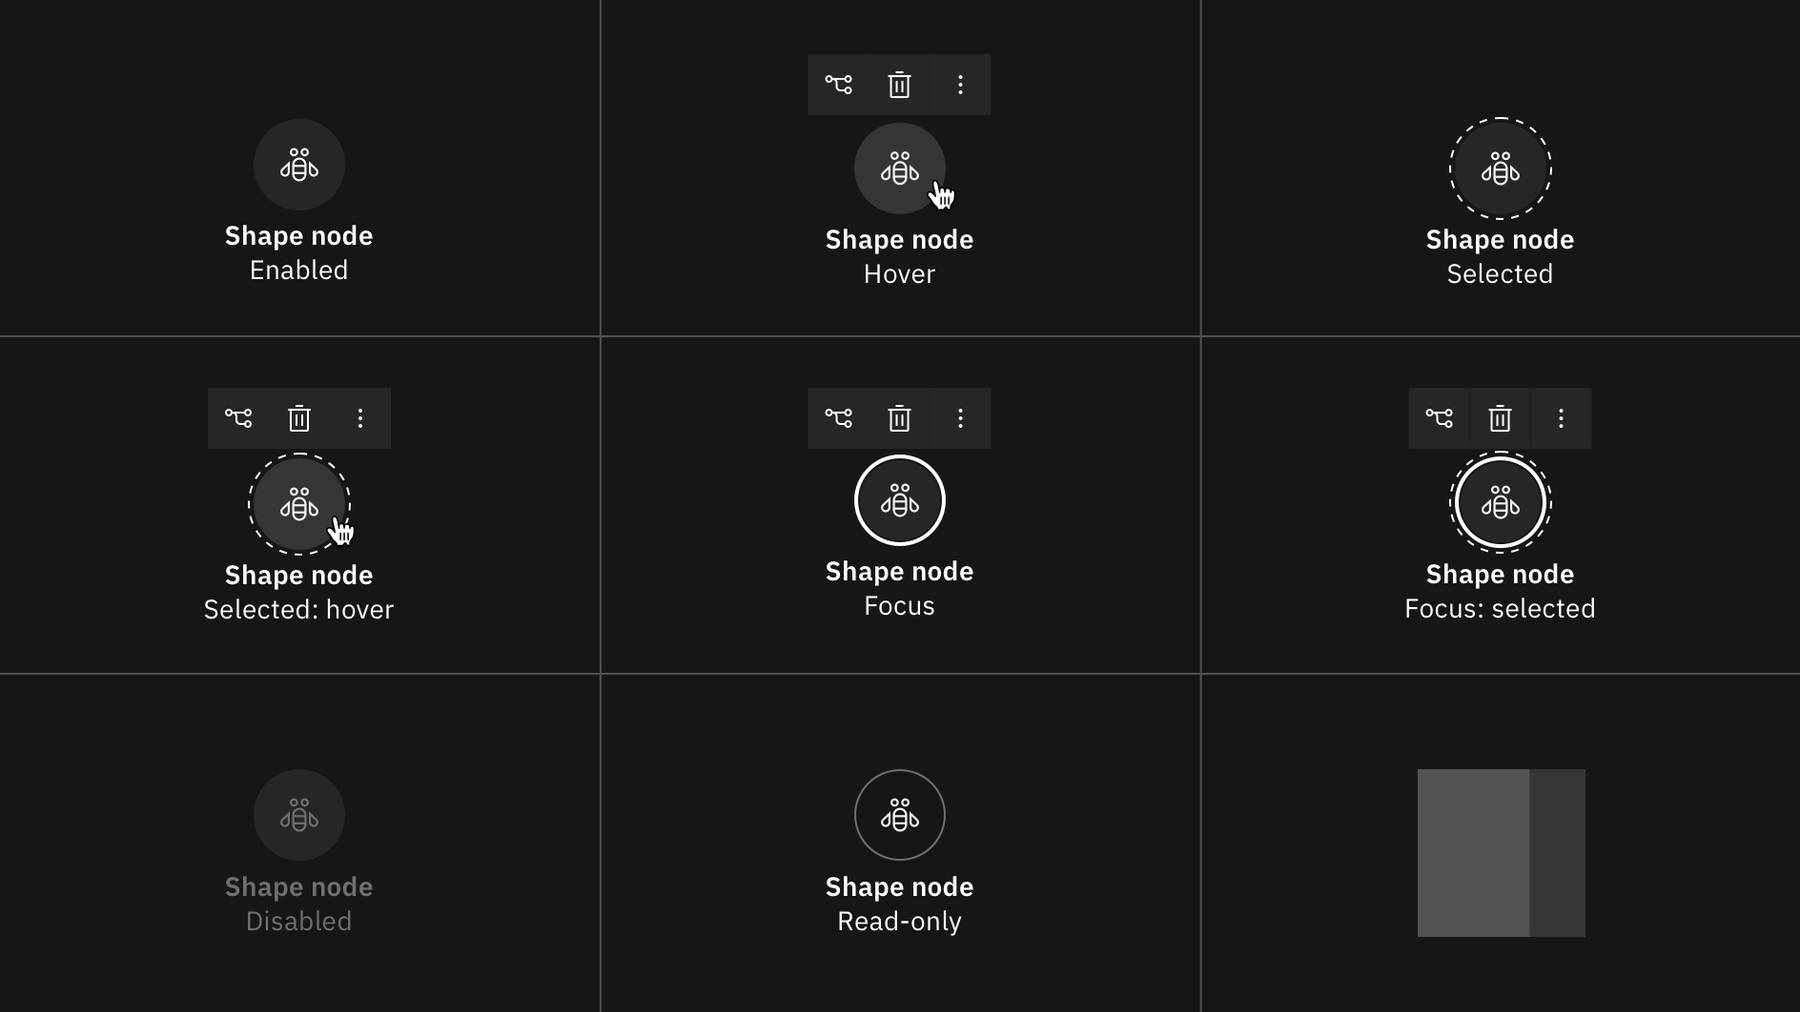 Shape node
Enabled
Shape node
Hover
Shape node
Selected
Shape node
Selected: hover
Shape node
Focus
Shape node
Focus: selected
Shape node
Disabled
Shape node
Read-only